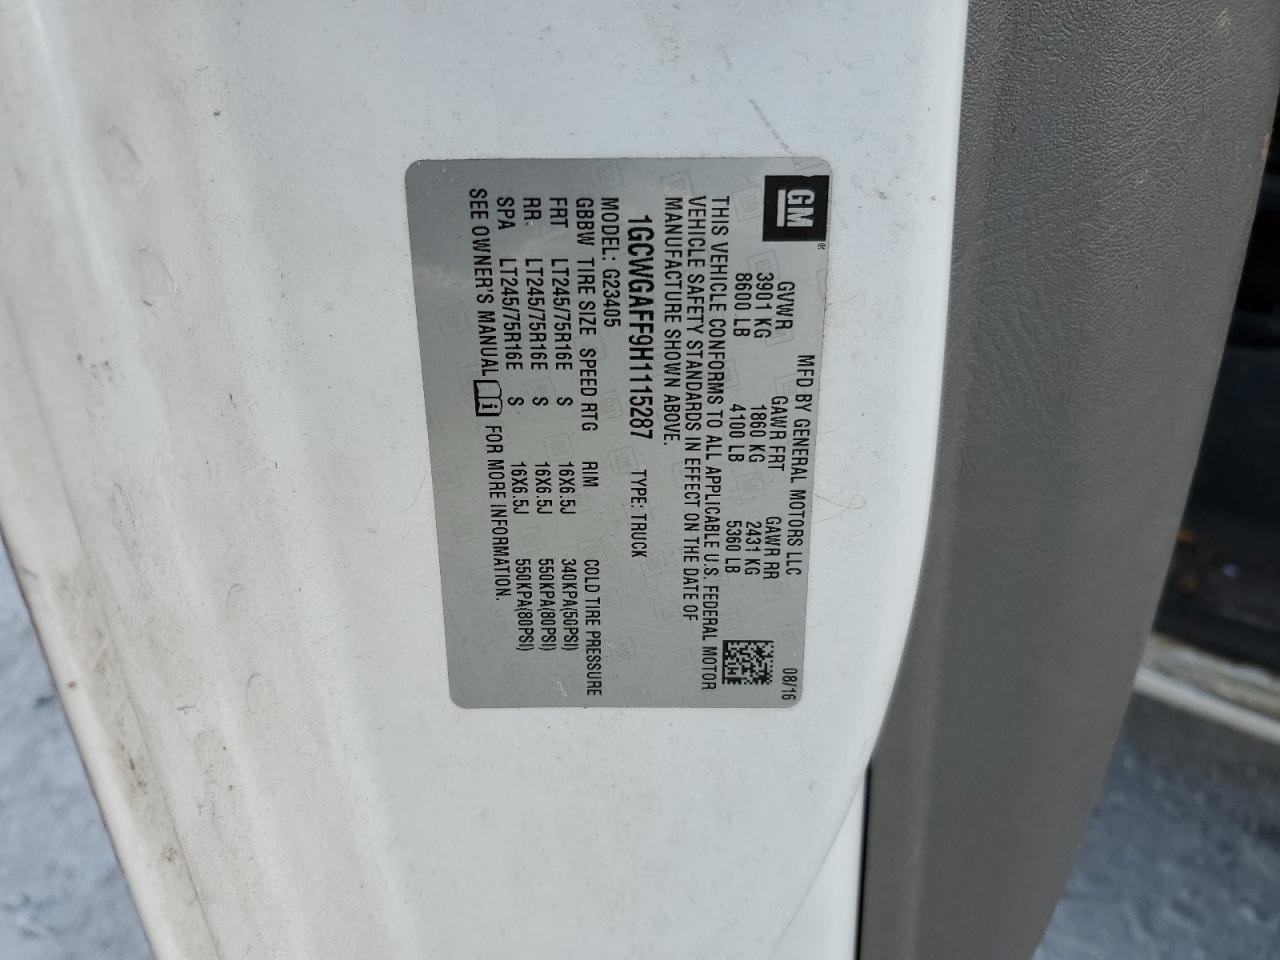 GM®
MFD BY GENERAL MOTORS LLC 08/16
GVWR GAWR FRT GAWR RR
3901 KG 1860 KG 2431 KG
8600 LB 4100 LB 5360 LB
THIS VEHICLE CONFORMS TO ALL APPLICABLE U.S. FEDERAL MOTOR
VEHICLE SAFETY STANDARDS IN EFFECT ON THE DATE OF
MANUFACTURE SHOWN ABOVE.
1GCWGAFF9H1115287 TYPE: TRUCK
MODEL: G23405
GBBW TIRE SIZE SPEED RTG RIM COLD TIRE PRESSURE
FRT LT245/75R16E S 16X6.5J 340KPA(50PSI)
RR LT245/75R16E S 16X6.5J 550KPA(80PSI)
SPA LT245/75R16E S 16X6.5J 550KPA(80PSI)
SEE OWNER'S MANUAL FOR MORE INFORMATION.